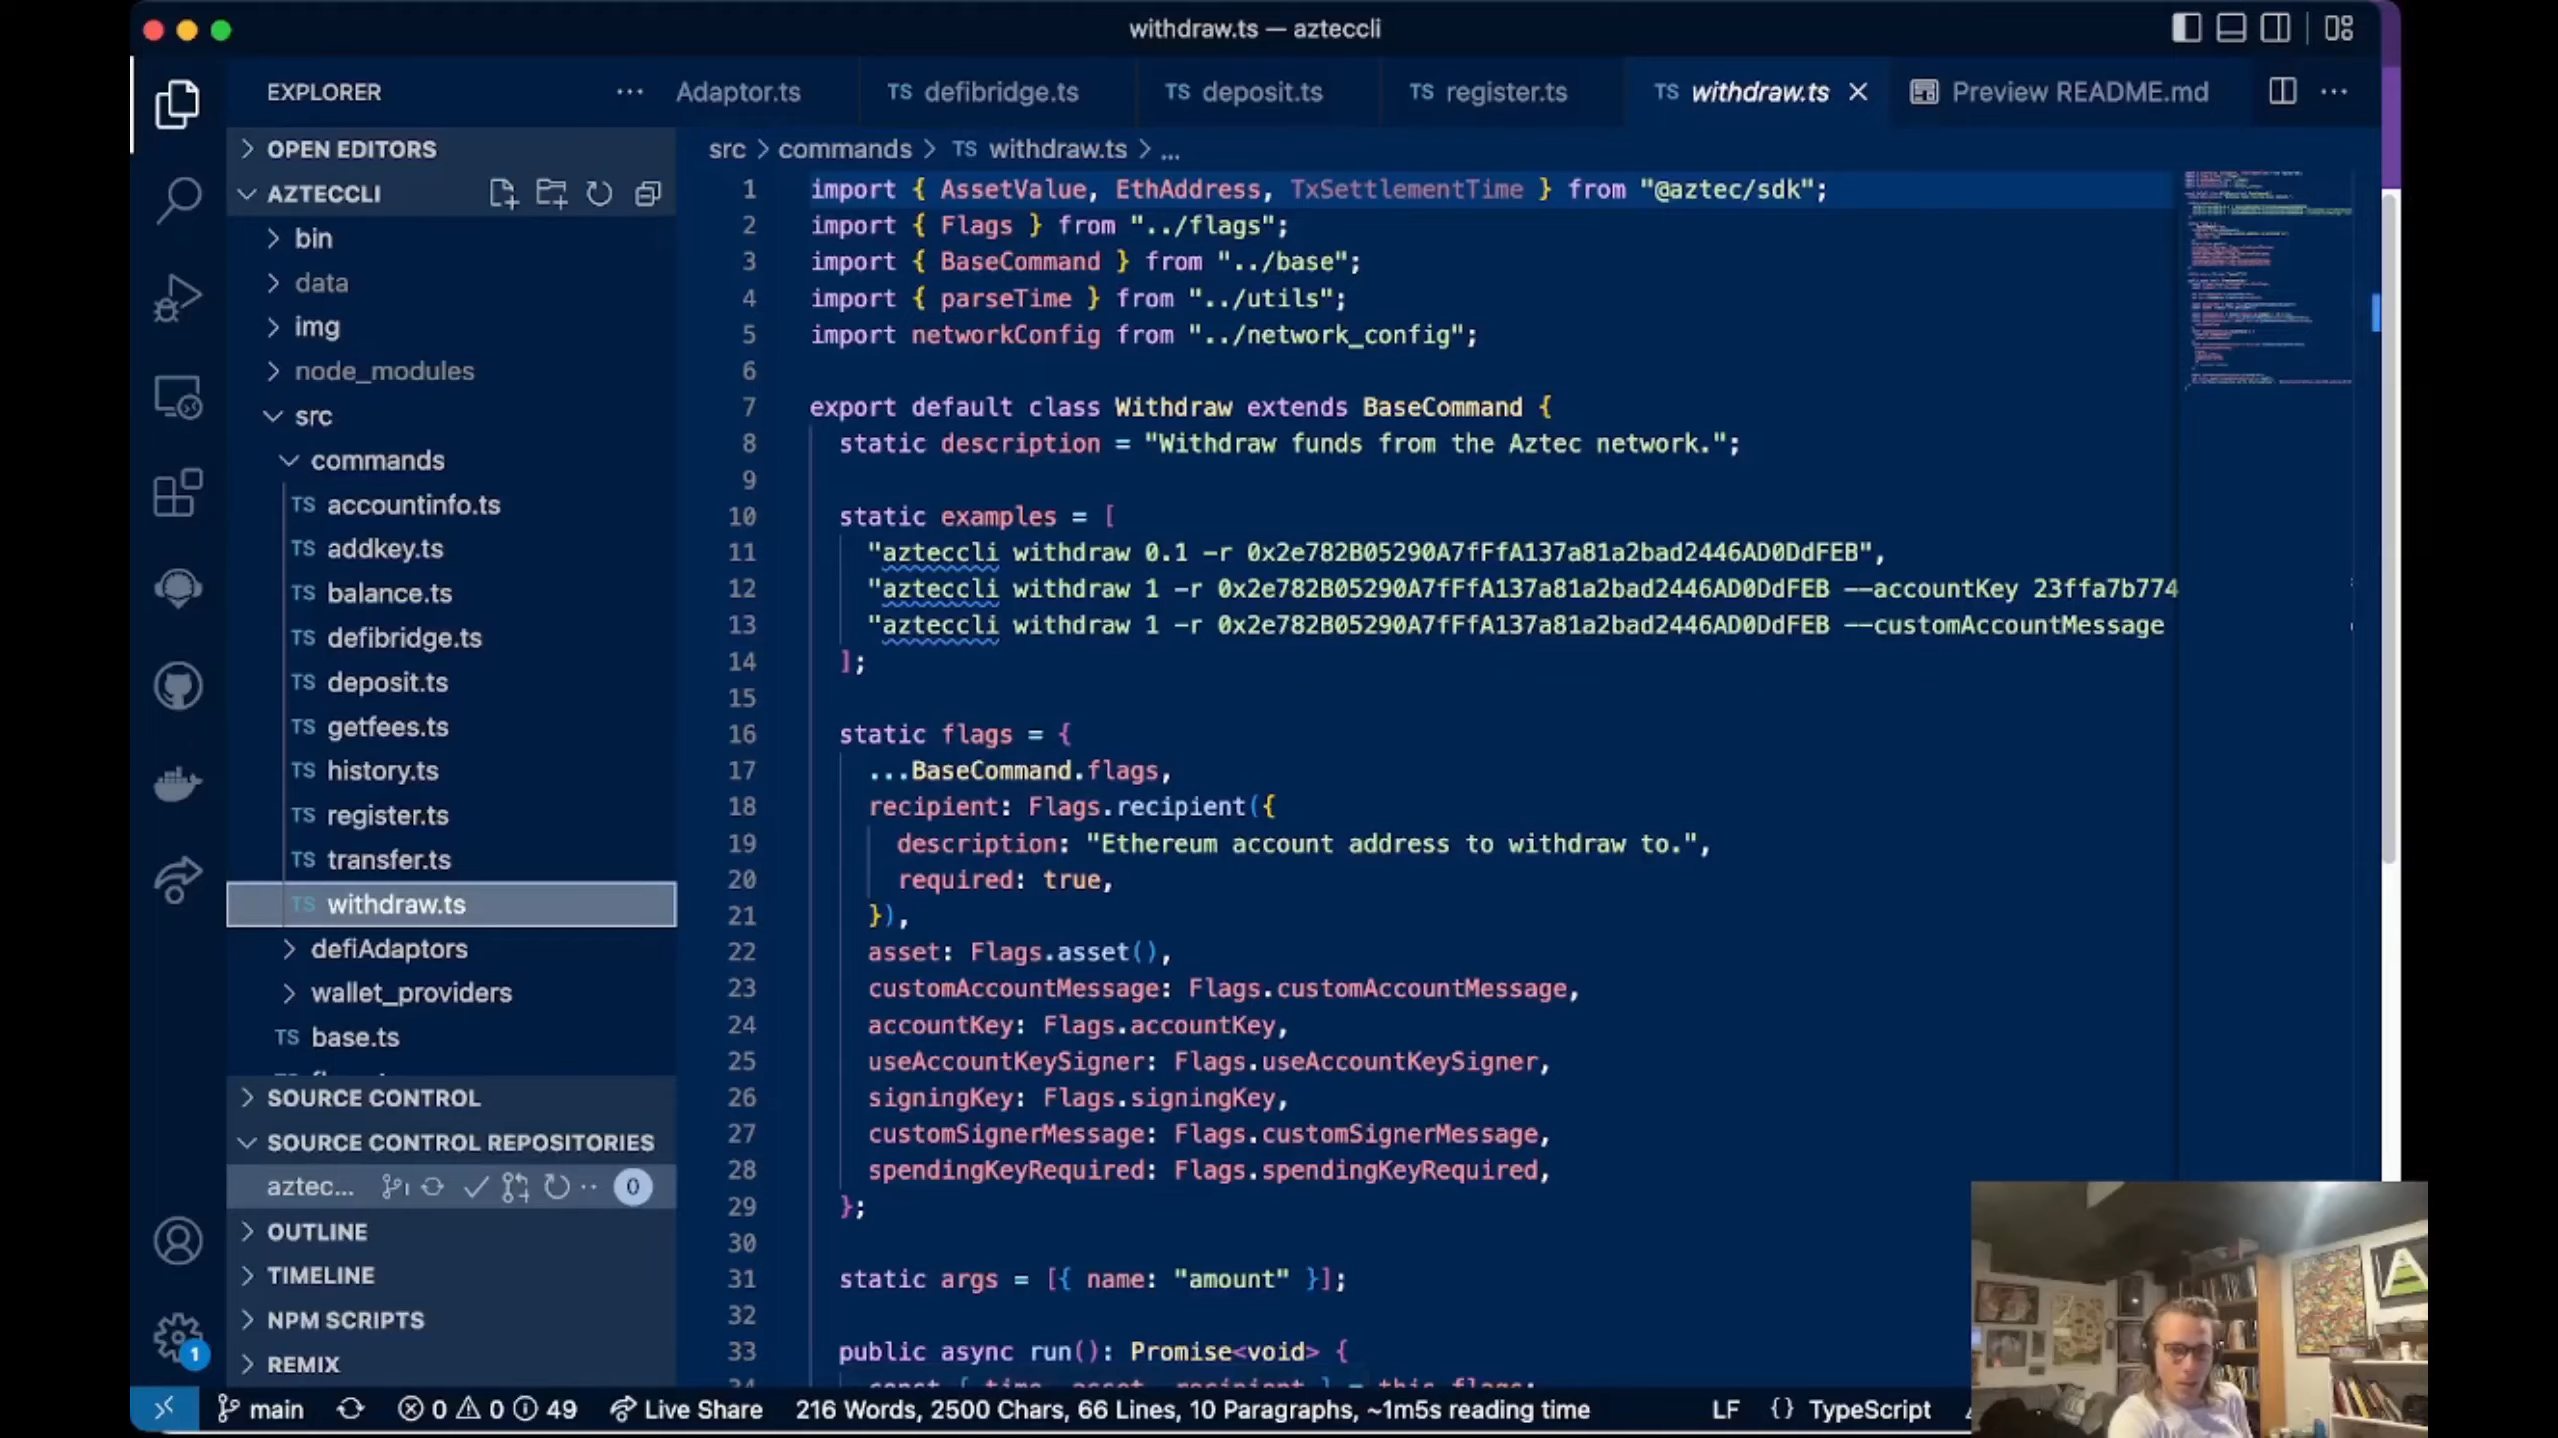 withdraw.ts — azteccli
EXPLORER
Adaptor.ts
TS defibridge.ts
TS deposit.ts
TS register.ts
TS withdraw.ts
Preview README.md
OPEN EDITORS
AZTECCLI
bin
data
img
node_modules
src
commands
TS accountinfo.ts
TS addkey.ts
TS balance.ts
TS defibridge.ts
TS deposit.ts
TS getfees.ts
TS history.ts
TS register.ts
TS transfer.ts
TS withdraw.ts
defiAdaptors
wallet_providers
TS base.ts
SOURCE CONTROL
SOURCE CONTROL REPOSITORIES
aztec... 0
OUTLINE
TIMELINE
NPM SCRIPTS
REMIX
1
src > commands > TS withdraw.ts > ...
1 import { AssetValue, EthAddress, TxSettlementTime } from "@aztec/sdk";
2 import { Flags } from "../flags";
3 import { BaseCommand } from "../base";
4 import { parseTime } from "../utils";
5 import networkConfig from "../network_config";
6
7 export default class Withdraw extends BaseCommand {
8 static description = "Withdraw funds from the Aztec network.";
9
10 static examples = [
11 "azteccli withdraw 0.1 -r 0x2e782B05290A7fFfA137a81a2bad2446AD0DdFEB",
12 "azteccli withdraw 1 -r 0x2e782B05290A7fFfA137a81a2bad2446AD0DdFEB --accountKey 23ffa7b774
13 "azteccli withdraw 1 -r 0x2e782B05290A7fFfA137a81a2bad2446AD0DdFEB --customAccountMessage
14 ];
15
16 static flags = {
17 ...BaseCommand.flags,
18 recipient: Flags.recipient({
19 description: "Ethereum account address to withdraw to.",
20 required: true,
21 }),
22 asset: Flags.asset(),
23 customAccountMessage: Flags.customAccountMessage,
24 accountKey: Flags.accountKey,
25 useAccountKeySigner: Flags.useAccountKeySigner,
26 signingKey: Flags.signingKey,
27 customSignerMessage: Flags.customSignerMessage,
28 spendingKeyRequired: Flags.spendingKeyRequired,
29 };
30
31 static args = [{ name: "amount" }];
32
33 public async run(): Promise<void> {
34 const { time, asset, recipient } = this.flags;
main 0 0 49 Live Share 216 Words, 2500 Chars, 66 Lines, 10 Paragraphs, ~1m5s reading time LF {} TypeScript